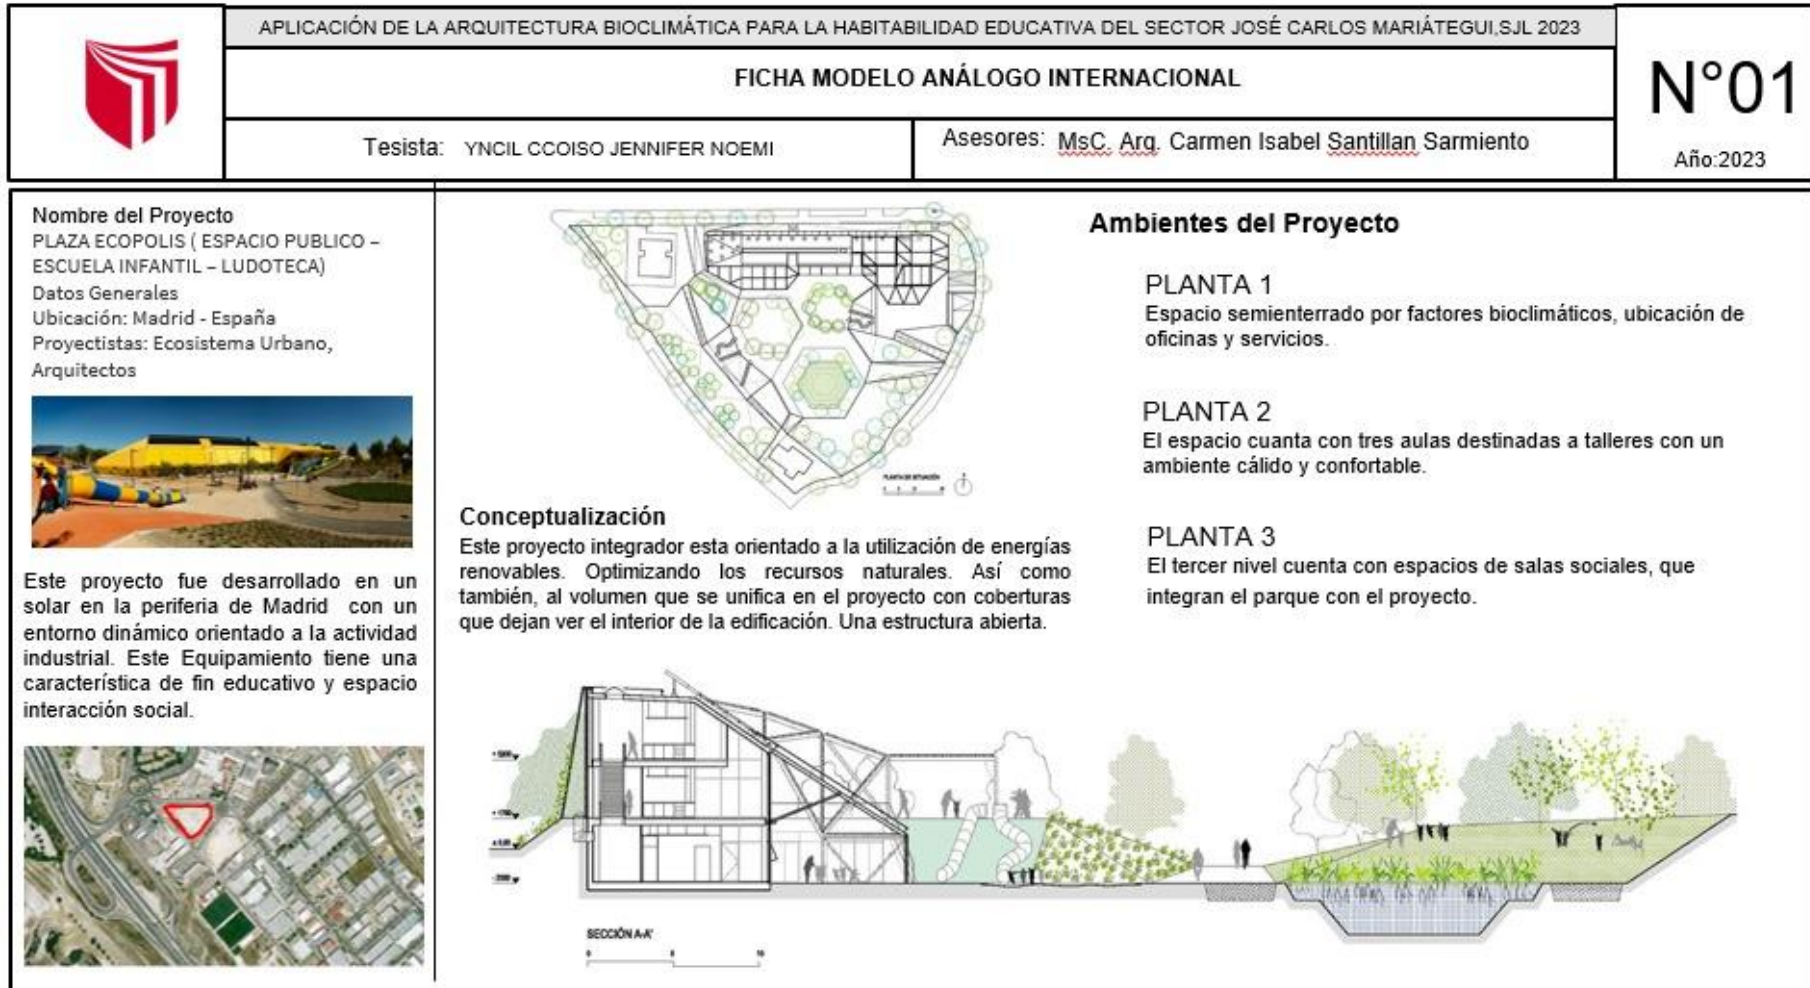 APLICACIÓN DE LA ARQUITECTURA BIOCLIMÁTICA PARA LA HABITABILIDAD EDUCATIVA DEL SECTOR JOSÉ CARLOS MARIÁTEGUI,SJL 2023
FICHA MODELO ANÁLOGO INTERNACIONAL
Tesista: YNCIL CCOISO JENNIFER NOEMI
Asesores: MsC. Arq. Carmen Isabel Santillan Sarmiento
N°01
Año:2023
Nombre del Proyecto
PLAZA ECOPOLIS ( ESPACIO PUBLICO –
ESCUELA INFANTIL – LUDOTECA)
Datos Generales
Ubicación: Madrid - España
Proyectistas: Ecosistema Urbano,
Arquitectos
Este proyecto fue desarrollado en un
solar en la periferia de Madrid con un
entorno dinámico orientado a la actividad
industrial. Este Equipamiento tiene una
característica de fin educativo y espacio
interacción social.
PLANTA DE SITUACIÓN
Conceptualización
Este proyecto integrador esta orientado a la utilización de energías
renovables. Optimizando los recursos naturales. Así como
también, al volumen que se unifica en el proyecto con coberturas
que dejan ver el interior de la edificación. Una estructura abierta.
Ambientes del Proyecto
PLANTA 1
Espacio semienterrado por factores bioclimáticos, ubicación de
oficinas y servicios.
PLANTA 2
El espacio cuanta con tres aulas destinadas a talleres con un
ambiente cálido y confortable.
PLANTA 3
El tercer nivel cuenta con espacios de salas sociales, que
integran el parque con el proyecto.
SECCIÓN A-A'
0 5 10